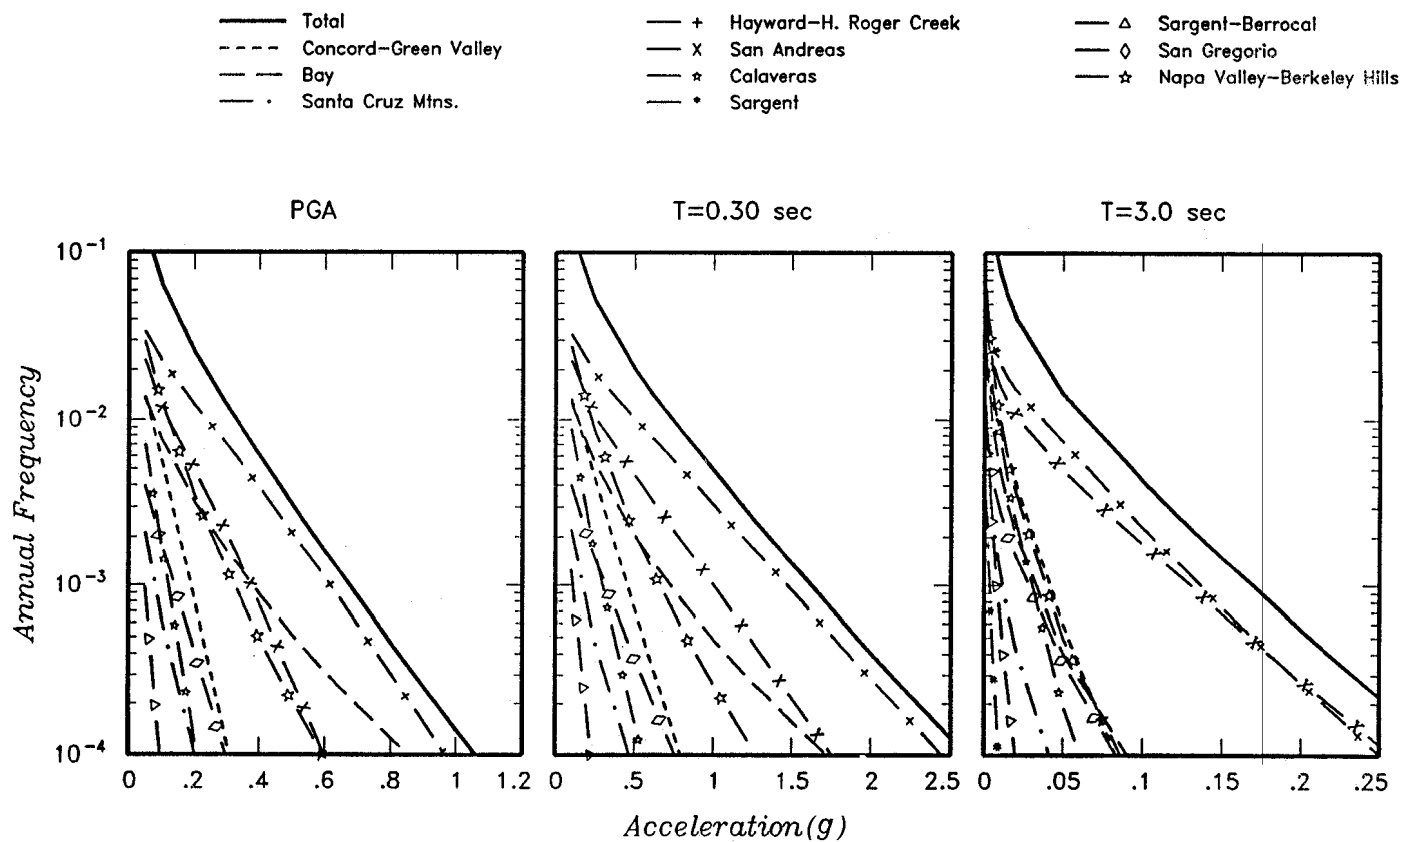 Total
Concord-Green Valley
Bay
Santa Cruz Mtns.
Hayward-H. Roger Creek
San Andreas
Calaveras
Sargent
Sargent-Berrocal
San Gregorio
Napa Valley-Berkeley Hills
PGA
T=0.30 sec
T=3.0 sec
Annual Frequency
10⁻¹
10⁻²
10⁻³
10⁻⁴
0 .2 .4 .6 .8 1 1.2
0 .5 1 1.5 2 2.5
0 .05 .1 .15 .2 .25
Acceleration(g)